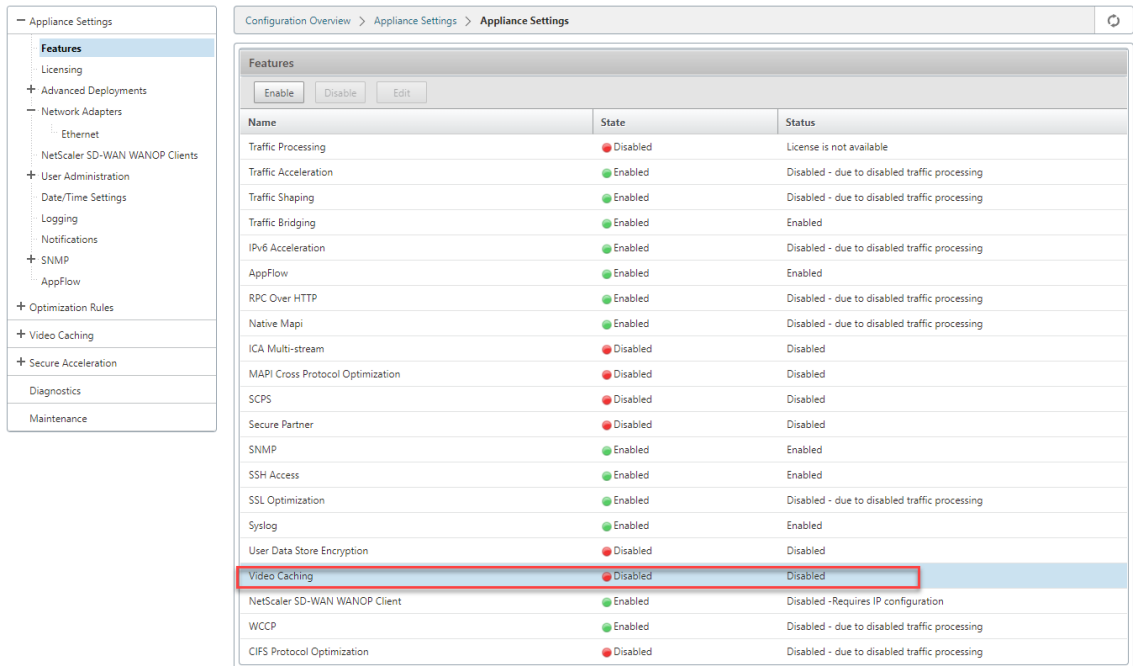 Appliance Settings
Features
Licensing
Advanced Deployments
Network Adapters
Ethernet
NetScaler SD-WAN WANOP Clients
User Administration
Date/Time Settings
Logging
Notifications
SNMP
AppFlow
Optimization Rules
Video Caching
Secure Acceleration
Diagnostics
Maintenance
Configuration Overview > Appliance Settings > Appliance Settings
Features
Enable Disable Edit
Name State Status
Traffic Processing Disabled License is not available
Traffic Acceleration Enabled Disabled - due to disabled traffic processing
Traffic Shaping Enabled Disabled - due to disabled traffic processing
Traffic Bridging Enabled Enabled
IPv6 Acceleration Enabled Disabled - due to disabled traffic processing
AppFlow Enabled Enabled
RPC Over HTTP Enabled Disabled - due to disabled traffic processing
Native Mapi Enabled Disabled - due to disabled traffic processing
ICA Multi-stream Disabled Disabled
MAPI Cross Protocol Optimization Disabled Disabled
SCPS Disabled Disabled
Secure Partner Disabled Disabled
SNMP Enabled Enabled
SSH Access Enabled Enabled
SSL Optimization Enabled Disabled - due to disabled traffic processing
Syslog Enabled Enabled
User Data Store Encryption Disabled Disabled
Video Caching Disabled Disabled
NetScaler SD-WAN WANOP Client Enabled Disabled -Requires IP configuration
WCCP Enabled Disabled - due to disabled traffic processing
CIFS Protocol Optimization Disabled Disabled - due to disabled traffic processing